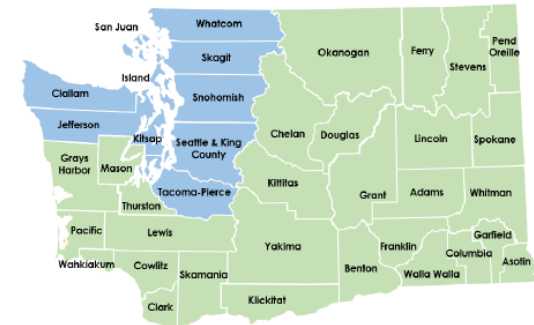 San Juan
Whatcom
Skagit
Okanogan
Ferry
Pend
Oreille
Stevens
Island
Clallam
Snohomish
Jefferson
Kitsap
Seattle & King
County
Chelan
Douglas
Lincoln
Spokane
Grays
Harbor
Mason
Kittitas
Tacoma-Pierce
Grant
Adams
Whitman
Thurston
Pacific
Lewis
Yakima
Franklin
Garfield
Columbia
Asotin
Wahkiakum
Cowlitz
Skamania
Benton
Walla Walla
Clark
Klickitat